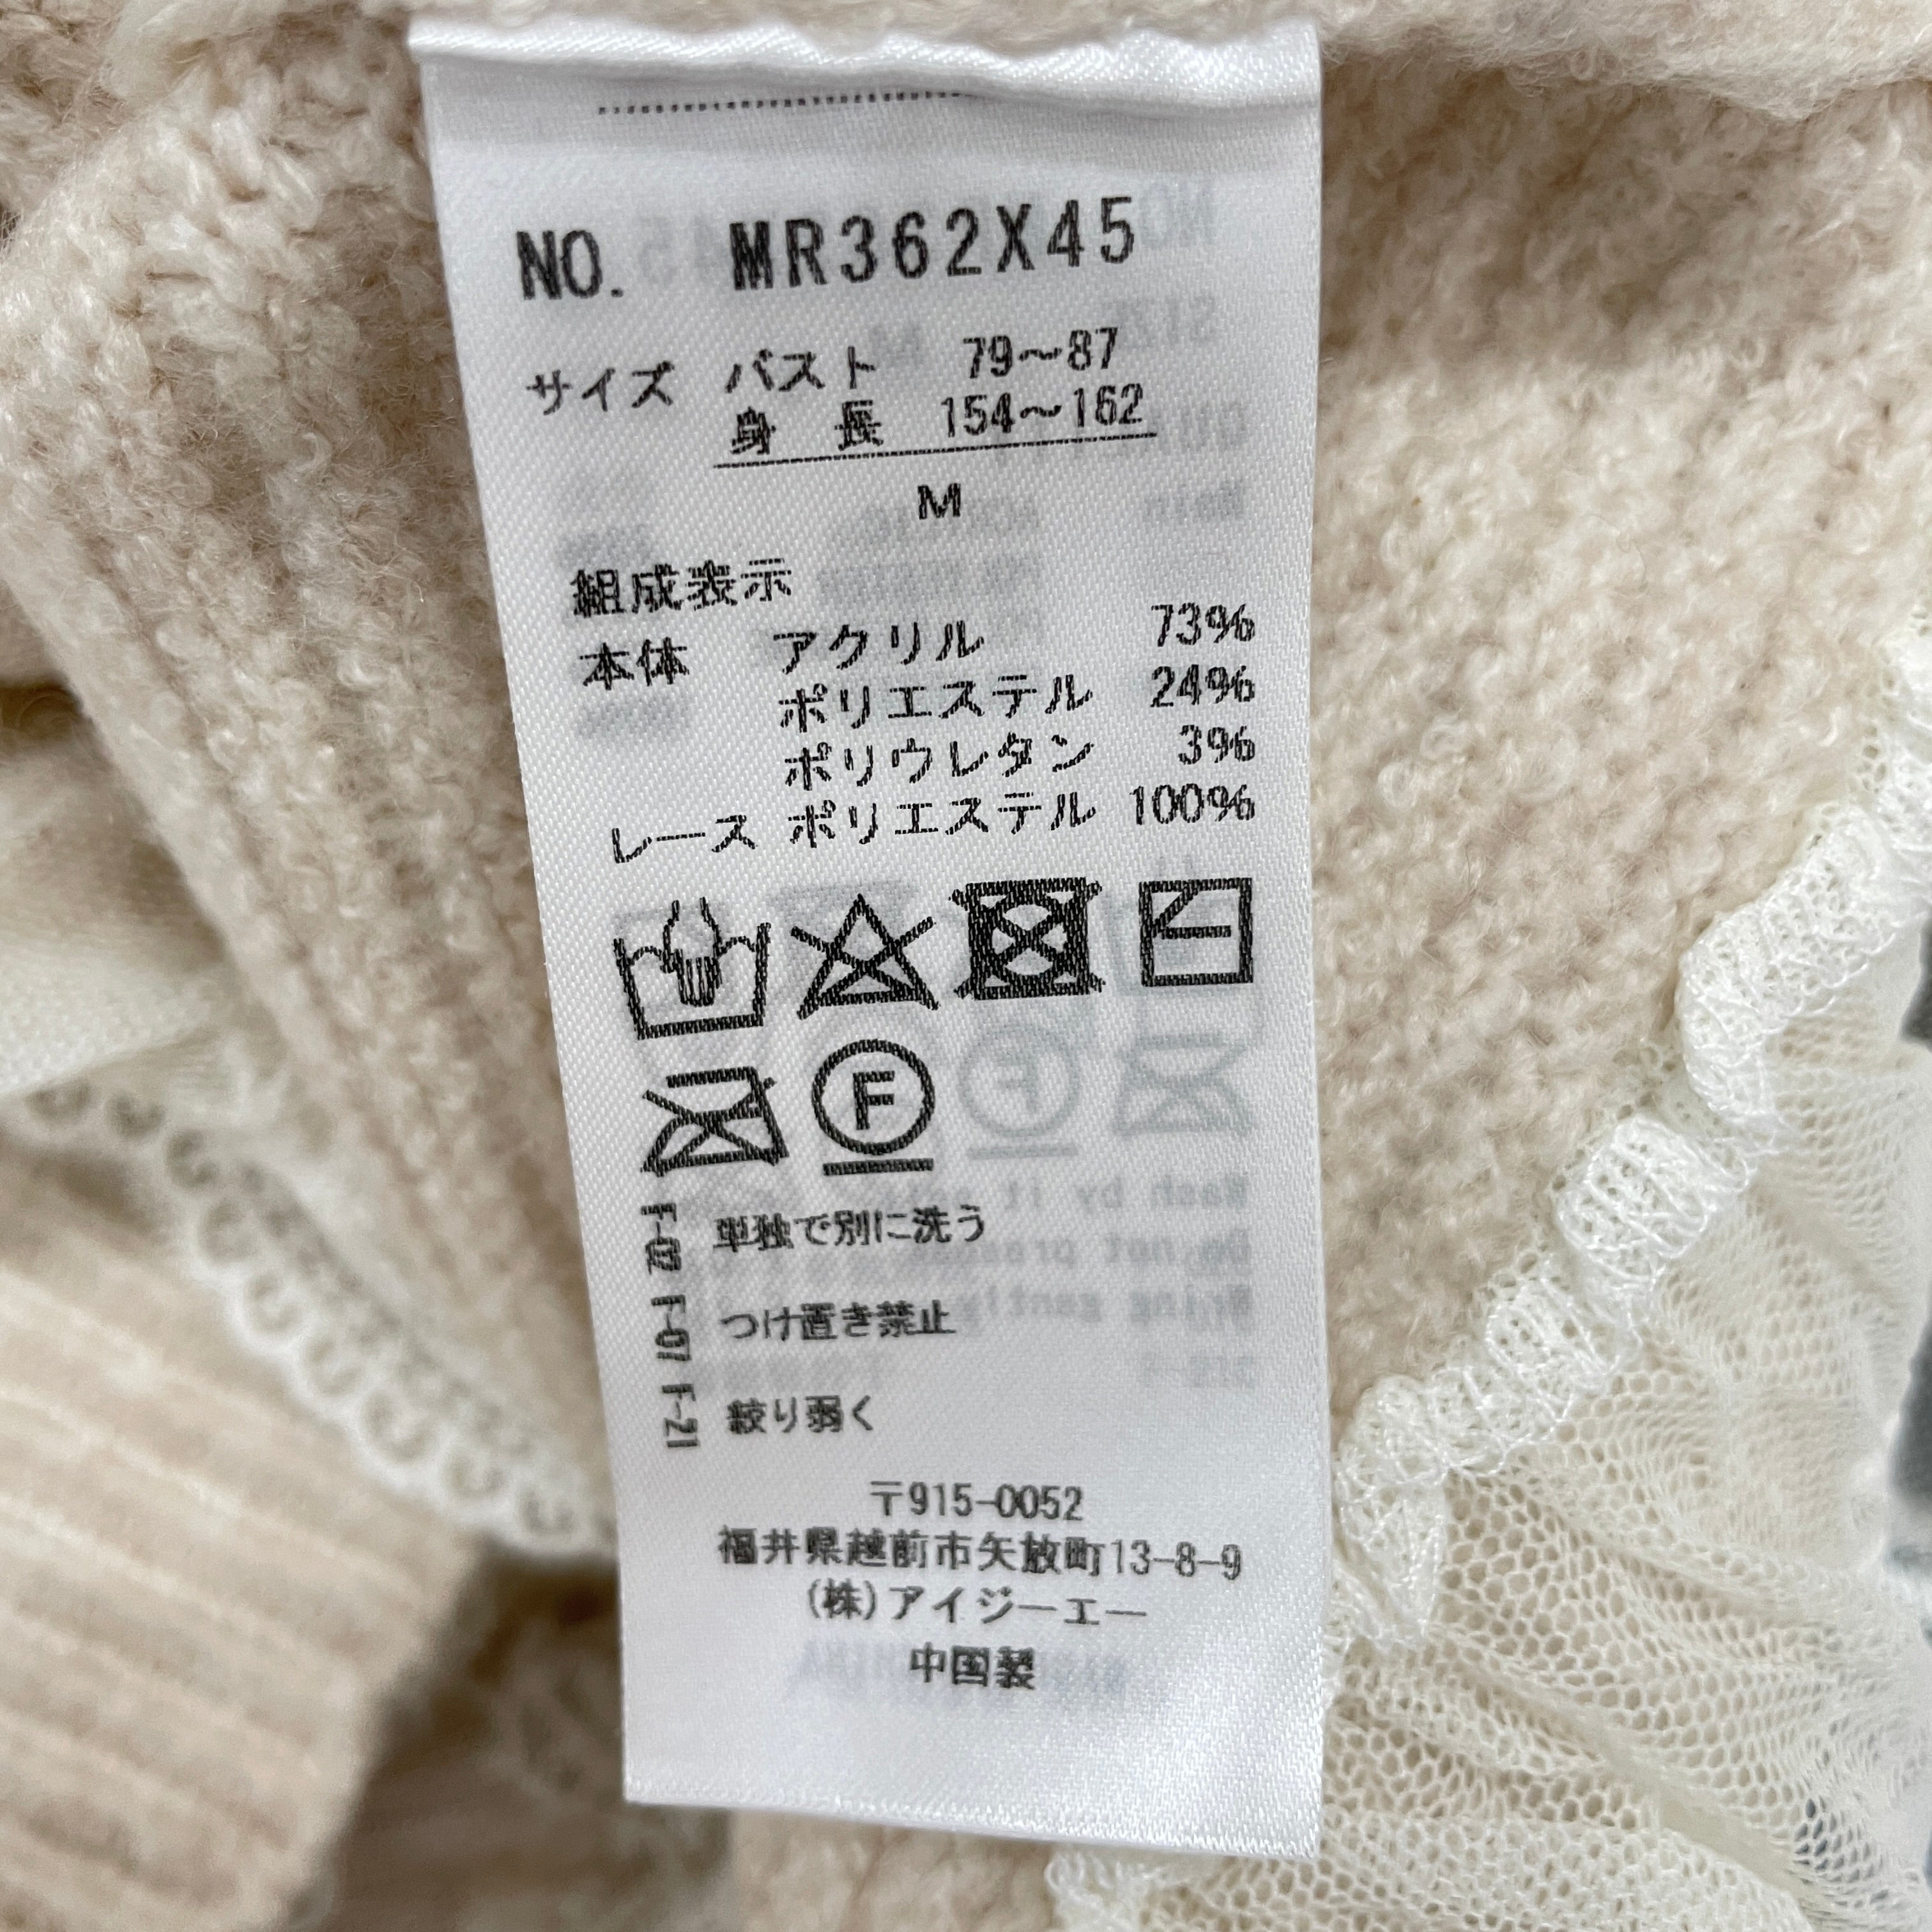 NO. MR362X45
サイズ バスト 79〜87
身長 154〜162
M
組成表示
本体 アクリル 73%
ポリエステル 24%
ポリウレタン 3%
レース ポリエステル 100%
F
単独で別に洗う
つけ置き禁止
F-21 絞り弱く
〒915-0052
福井県越前市矢放町13-8-9
(株)アイジーエー
中国製